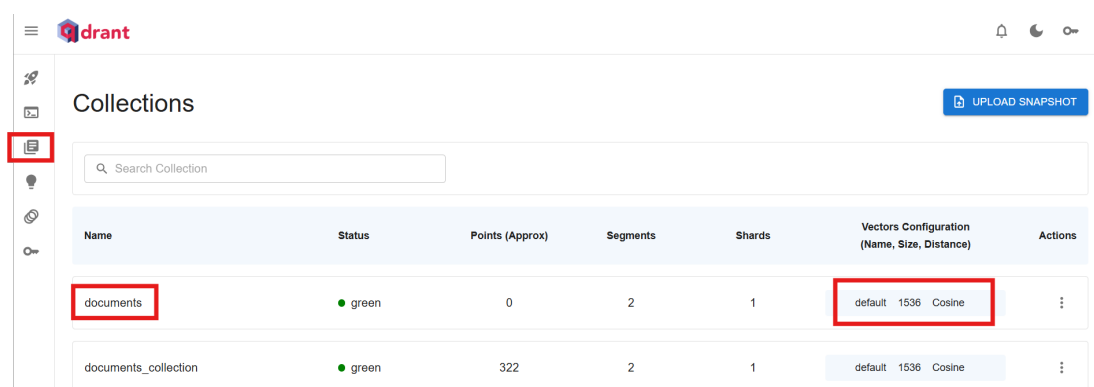 qdrant
Collections
UPLOAD SNAPSHOT
Search Collection
Name Status Points (Approx) Segments Shards Vectors Configuration (Name, Size, Distance) Actions
documents green 0 2 1 default 1536 Cosine
documents_collection green 322 2 1 default 1536 Cosine